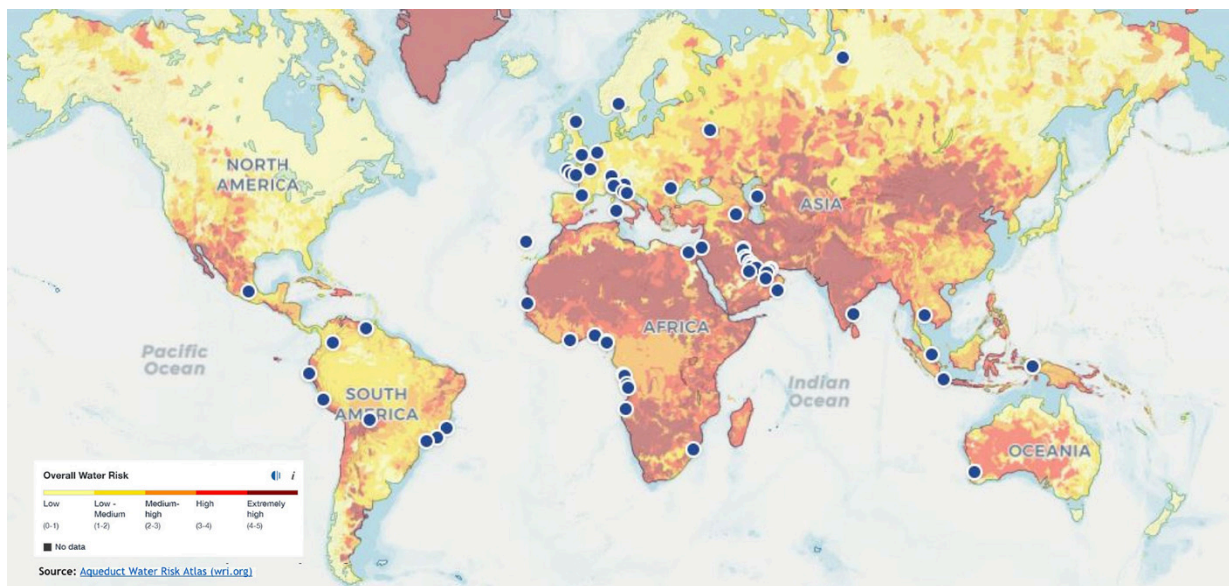 NORTH
AMERICA
ASIA
AFRICA
Pacific
Ocean
SOUTH
AMERICA
Indian
Ocean
OCEANIA
Overall Water Risk
Low
Low -
Medium
Medium-
high
High
Extremely
high
(0-1)
(1-2)
(2-3)
(3-4)
(4-5)
No data
Source: Aqueduct Water Risk Atlas (wri.org)